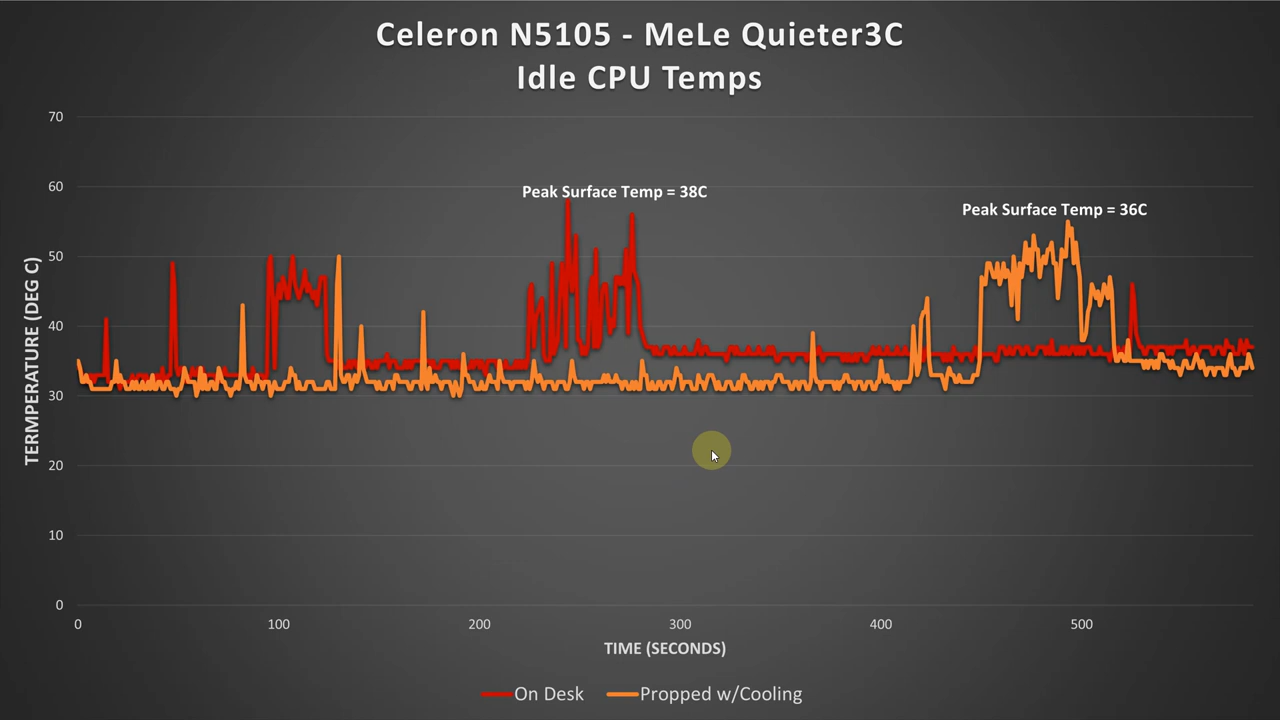 Celeron N5105 - MeLe Quieter3C
Idle CPU Temps
70
60
50
40
30
20
10
0
TERMPERATURE (DEG C)
Peak Surface Temp = 38C
Peak Surface Temp = 36C
0
100
200
300
400
500
TIME (SECONDS)
On Desk
Propped w/Cooling